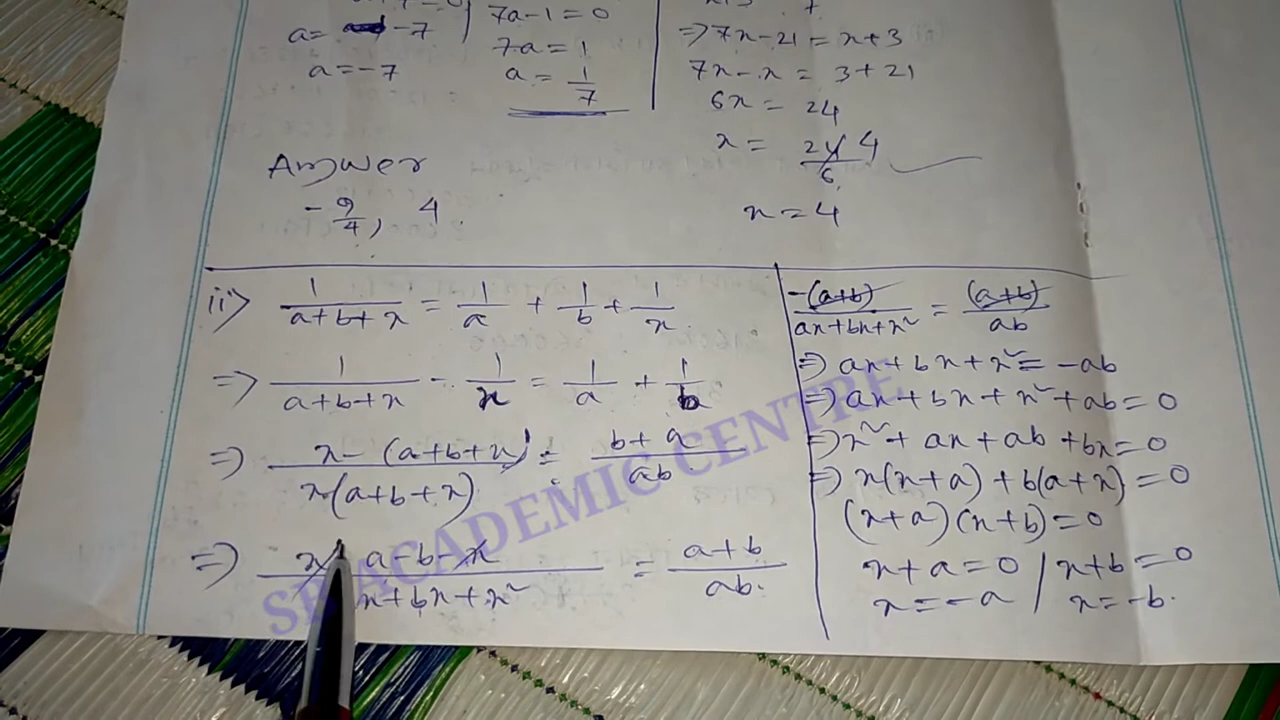 a = -7
a = -7
7a-1 = 0
7a = 1
a = 1/7
⇒ 7x-21 = x+3
7x-x = 3+21
6x = 24
x = 24/6 4
x = 4
Answer
-9/4, 4
ii) 1/(a+b+x) = 1/a + 1/b + 1/x
⇒ 1/(a+b+x) - 1/x = 1/a + 1/b
⇒ (x-(a+b+x))/(x(a+b+x)) = (b+a)/(ab)
⇒ (x-a-b-x)/(ax+bx+x²) = (a+b)/(ab)
-(a+b)/(ax+bx+x²) = (a+b)/(ab)
⇒ ax+bx+x² = -ab
⇒ ax+bx+x²+ab = 0
⇒ x²+ax+ab+bx = 0
⇒ x(x+a)+b(a+x) = 0
(x+a)(x+b) = 0
x+a = 0 / x+b = 0
x = -a / x = -b.
ACADEMIC CENTRE